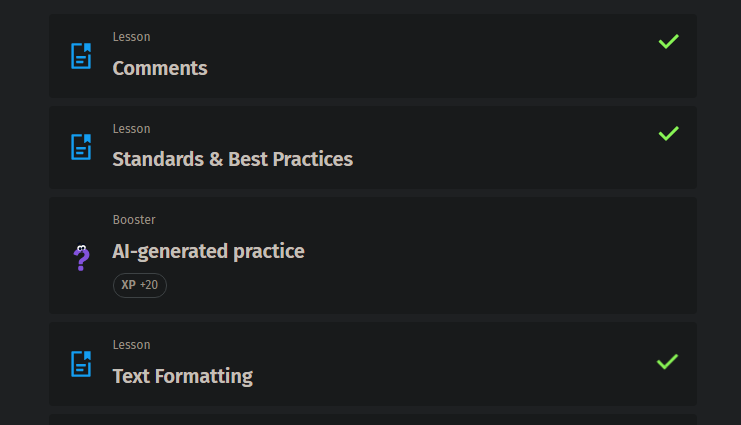 Lesson
Comments
Lesson
Standards & Best Practices
Booster
AI-generated practice
XP +20
Lesson
Text Formatting